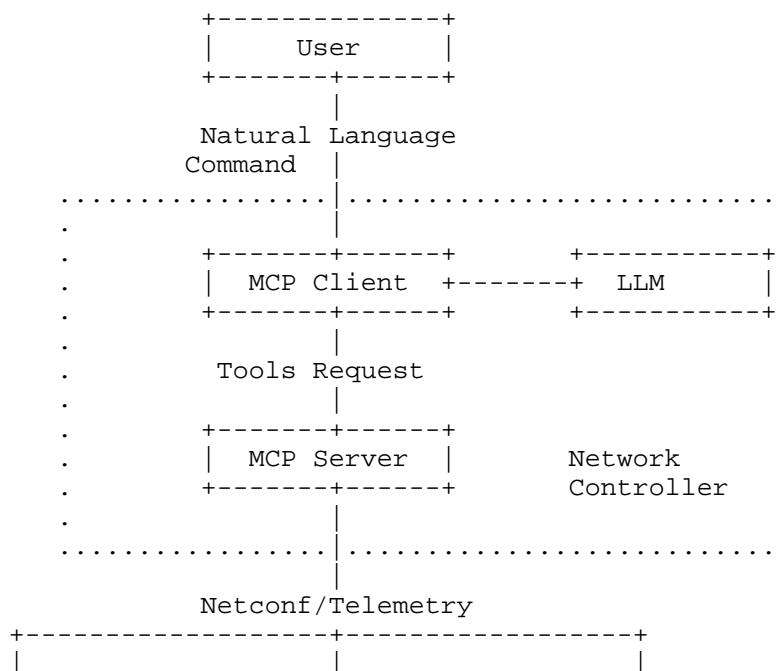 User
Natural Language
Command
MCP Client LLM
Tools Request
MCP Server Network
Controller
Netconf/Telemetry